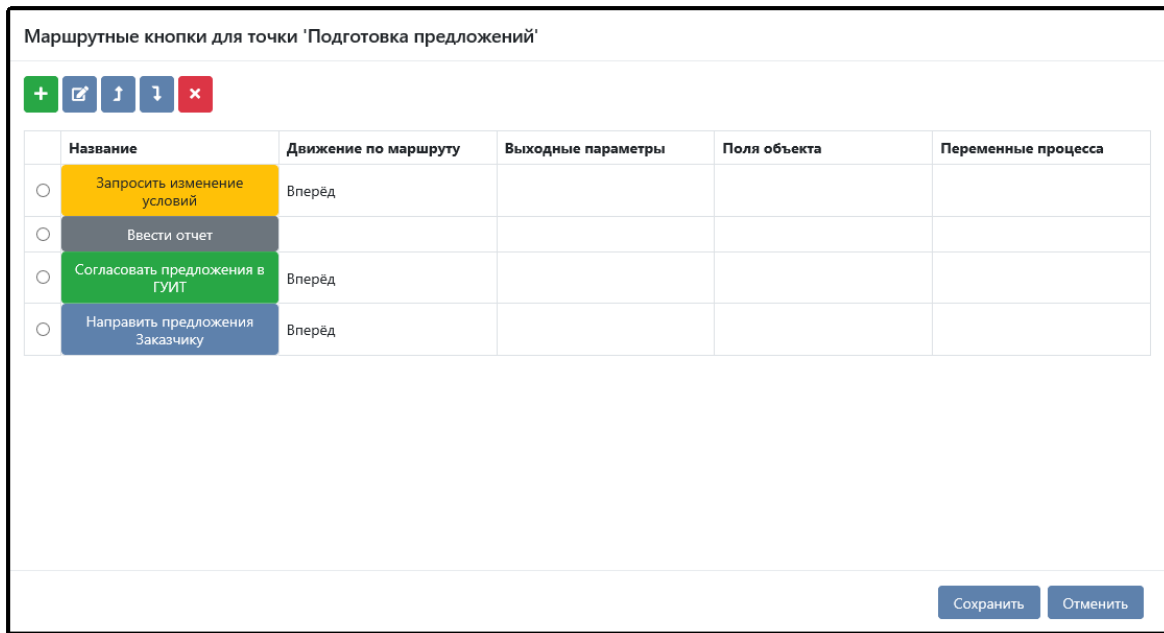 Маршрутные кнопки для точки 'Подготовка предложений'
Название Движение по маршруту Выходные параметры Поля объекта Переменные процесса
Запросить изменение
условий
Вперёд
Ввести отчет
Согласовать предложения в
ГУИТ
Вперёд
Направить предложения
Заказчику
Вперёд
Сохранить Отменить